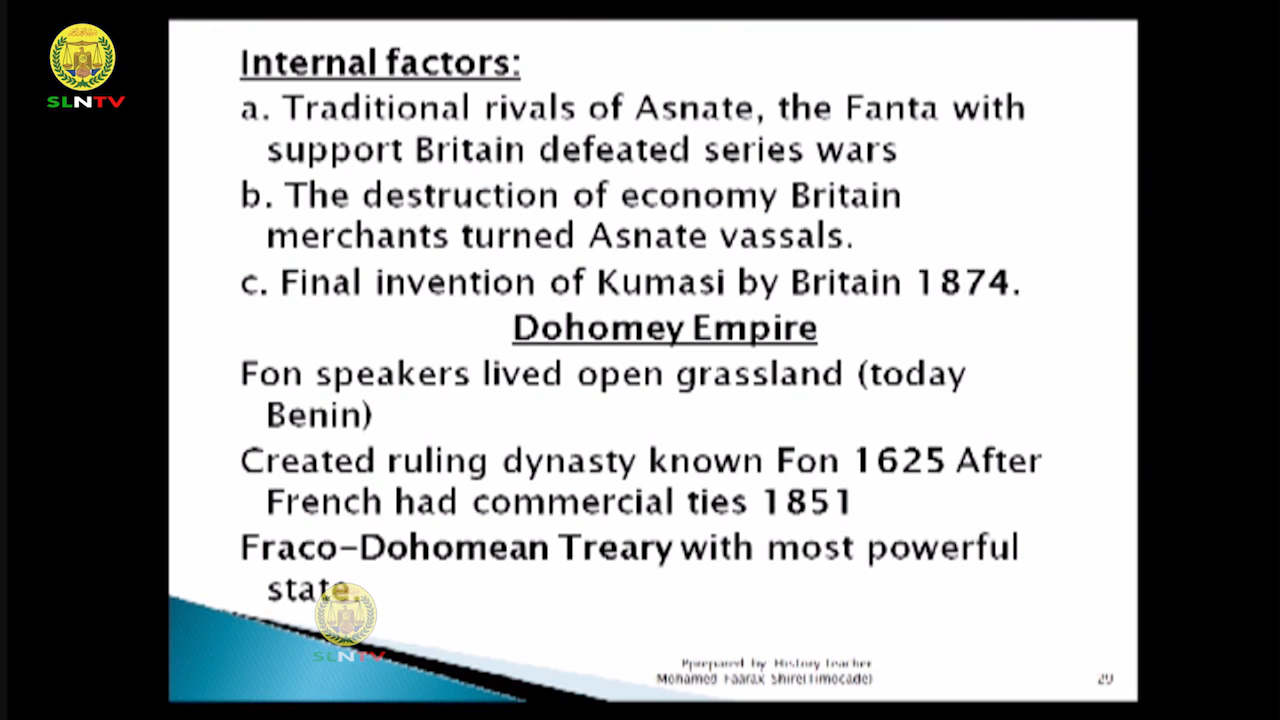 SLNTV
Internal factors:
a. Traditional rivals of Asnate, the Fanta with
support Britain defeated series wars
b. The destruction of economy Britain
merchants turned Asnate vassals.
c. Final invention of Kumasi by Britain 1874.
Dohomey Empire
Fon speakers lived open grassland (today
Benin)
Created ruling dynasty known Fon 1625 After
French had commercial ties 1851
Fraco-Dohomean Treary with most powerful
state.
SLNTV
Pprepared by History Teacher
Mohamed Faarax Shire(Timocade)